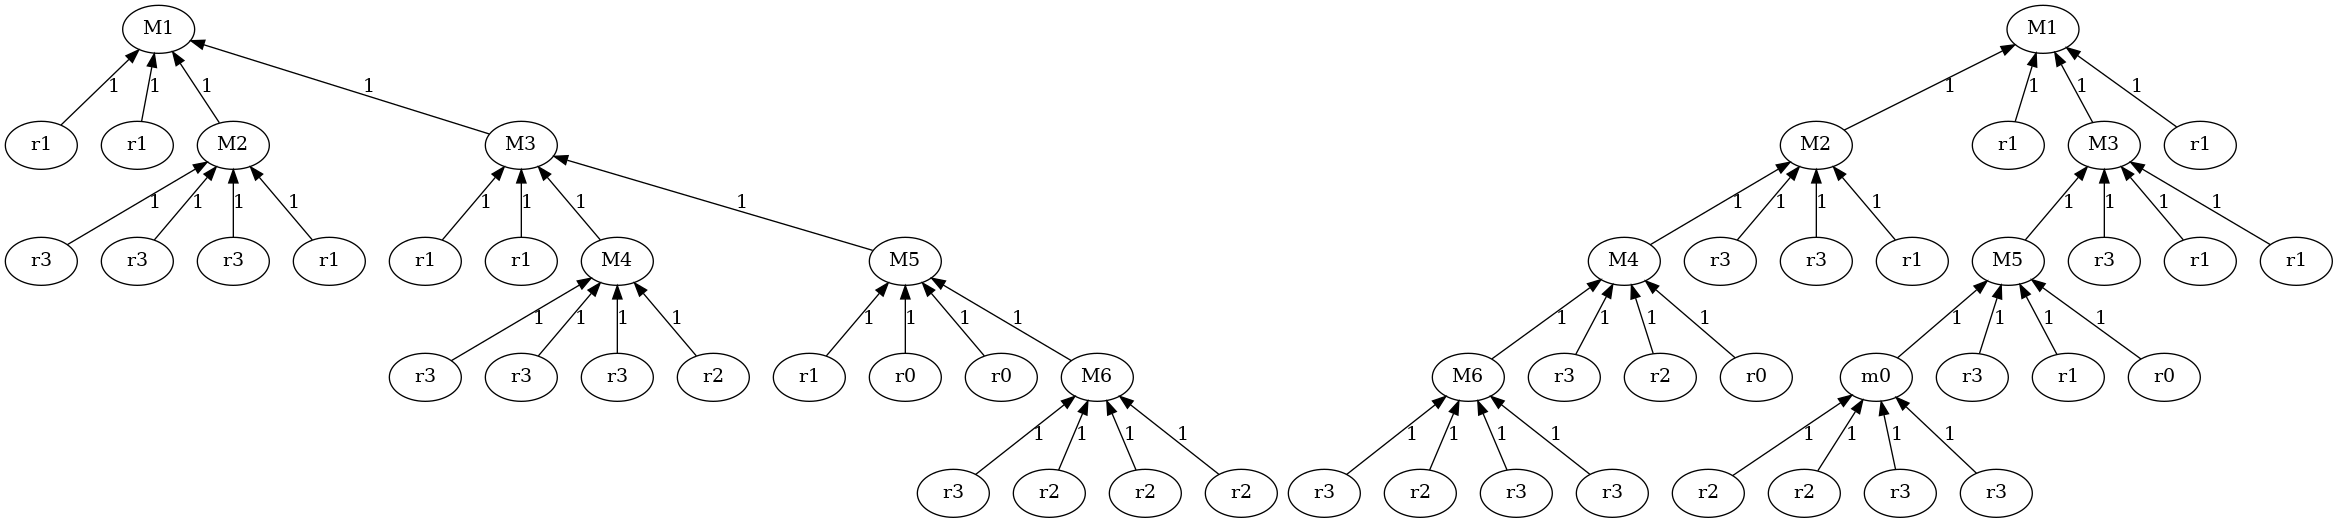 M1 M1
1 1 1 1 1 1 1 1
r1 r1 M2 M3 M2 r1 M3 r1
1 1 1 1 1 1 1 1 1 1 1 1 1 1 1 1
r3 r3 r3 r1 r1 r1 M4 M5 M4 r3 r3 r1 M5 r3 r1 r1
1 1 1 1 1 1 1 1 1 1 1 1 1 1 1 1
r3 r3 r3 r2 r1 r0 r0 M6 M6 r3 r2 r0 m0 r3 r1 r0
1 1 1 1 1 1 1 1 1 1 1 1
r3 r2 r2 r2 r3 r2 r3 r3 r2 r2 r3 r3